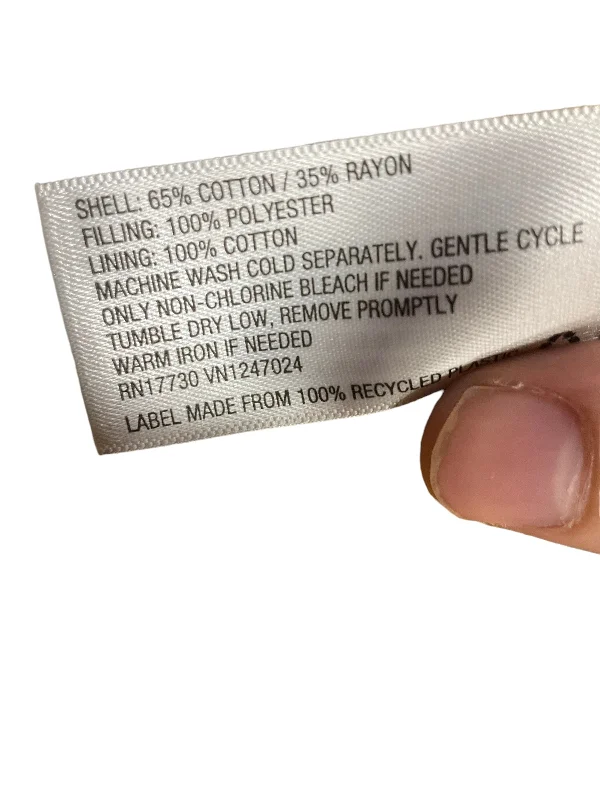 SHELL: 65% COTTON / 35% RAYON
FILLING: 100% POLYESTER
LINING: 100% COTTON
MACHINE WASH COLD SEPARATELY. GENTLE CYCLE
ONLY NON-CHLORINE BLEACH IF NEEDED
TUMBLE DRY LOW, REMOVE PROMPTLY
WARM IRON IF NEEDED
RN17730 VN1247024
LABEL MADE FROM 100% RECYCLED